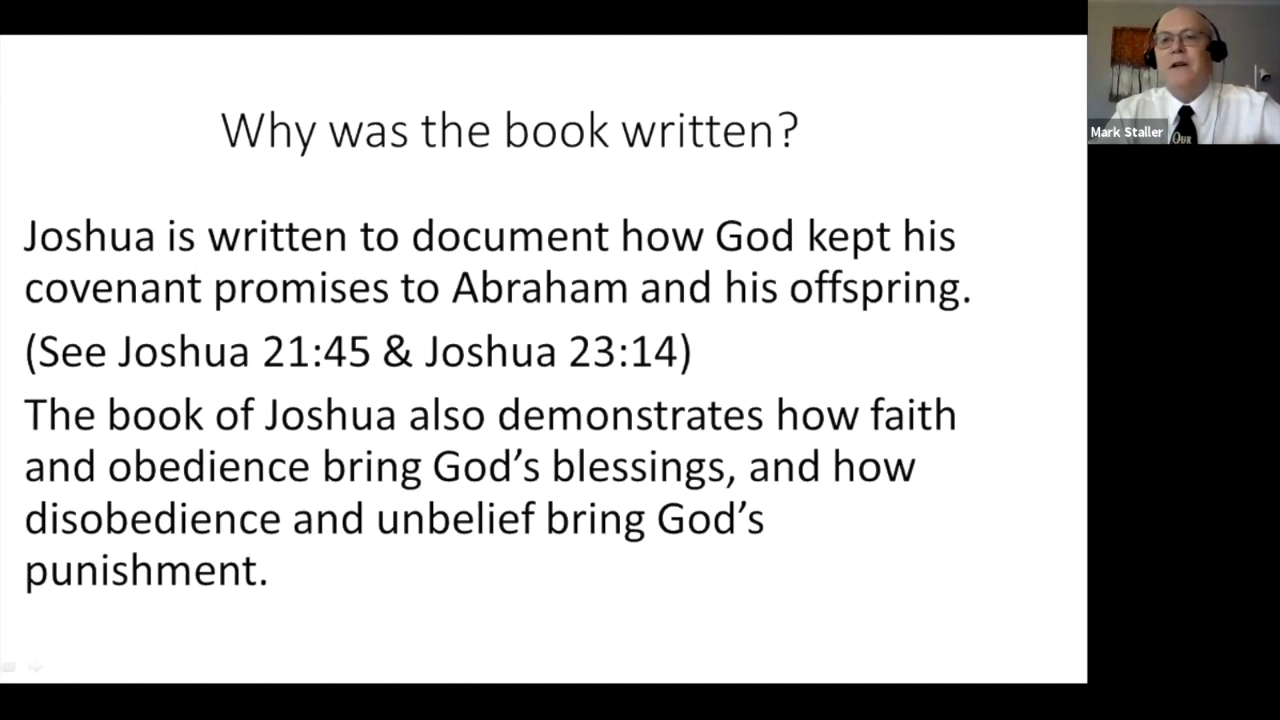 Why was the book written?
Joshua is written to document how God kept his
covenant promises to Abraham and his offspring.
(See Joshua 21:45 & Joshua 23:14)
The book of Joshua also demonstrates how faith
and obedience bring God’s blessings, and how
disobedience and unbelief bring God’s
punishment.
Mark Staller
OUR